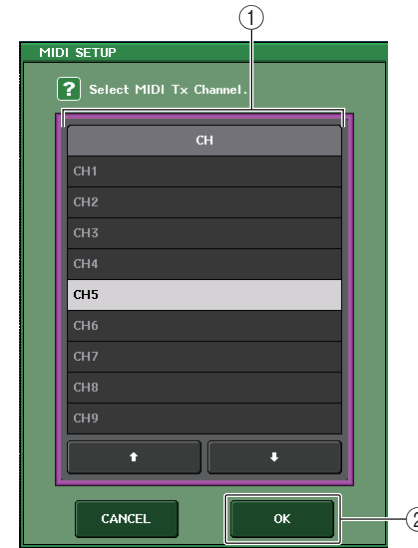 ①
MIDI SETUP
? Select MIDI Tx Channel.
CH
CH1
CH2
CH3
CH4
CH5
CH6
CH7
CH8
CH9
CANCEL
OK
②